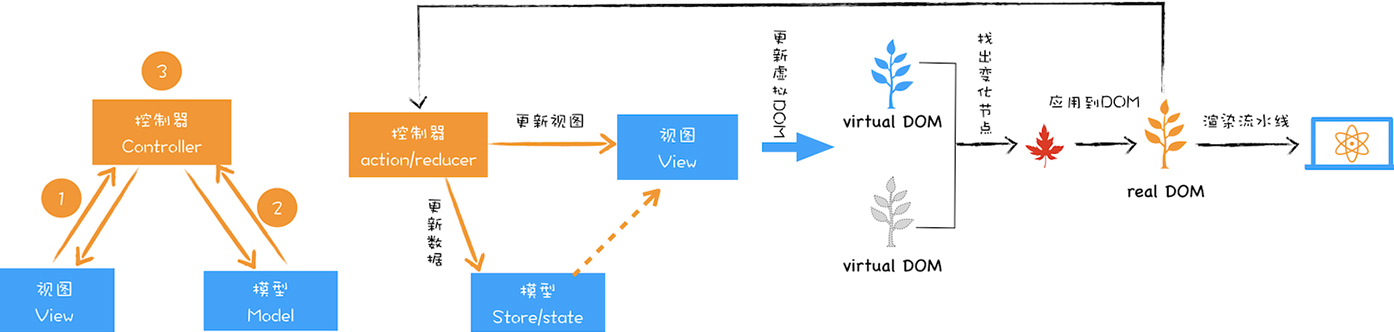 3
控制器
Controller
1
2
视图
View
模型
Model
控制器
action/reducer
更新视图
视图
View
更新数据
模型
Store/state
更新虚拟DOM
virtual DOM
virtual DOM
找出变化节点
应用到DOM
real DOM
渲染流水线